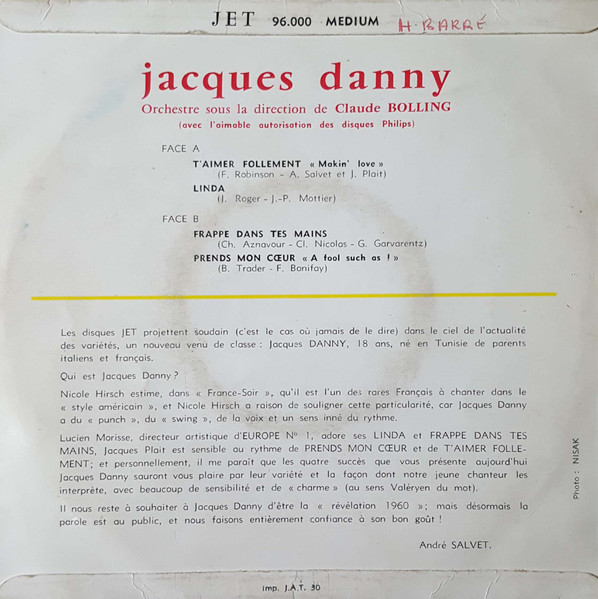 JET 96.000 MEDIUM H. BARRÉ
jacques danny
Orchestre sous la direction de Claude BOLLING
(avec l'aimable autorisation des disques Philips)
FACE A
T'AIMER FOLLEMENT « Makin' love »
(F. Robinson - A. Salvet et J. Plait)
LINDA
(J. Roger - J.-P. Mottier)
FACE B
FRAPPE DANS TES MAINS
(Ch. Aznavour - Cl. Nicolas - G. Garvarentz)
PRENDS MON CŒUR « A fool such as I »
(B. Trader - F. Bonifay)
Les disques JET projettent soudain (c'est le cas où jamais de le dire) dans le ciel de l'actualité
des variétés, un nouveau venu de classe : Jacques DANNY, 18 ans, né en Tunisie de parents
italiens et français.
Qui est Jacques Danny ?
Nicole Hirsch estime, dans « France-Soir », qu'il est l'un des rares Français à chanter dans le
« style américain », et Nicole Hirsch a raison de souligner cette particularité, car Jacques Danny
a du « punch », du « swing », de la voix et un sens inné du rythme.
Lucien Morisse, directeur artistique d'EUROPE N° 1, adore ses LINDA et FRAPPE DANS TES
MAINS, Jacques Plait est sensible au rythme de PRENDS MON CŒUR et de T'AIMER FOLLE-
MENT ; et personnellement, il me paraît que les quatre succès que vous présente aujourd'hui
Jacques Danny sauront vous plaire par leur variété et la façon dont notre jeune chanteur les
interprète, avec beaucoup de sensibilité et de « charme » (au sens Valéryen du mot).
Il nous reste à souhaiter à Jacques Danny d'être la « révélation 1960 » ; mais désormais la
parole est au public, et nous faisons entièrement confiance à son bon goût !
André SALVET.
Photo : NISAK
Imp. J.A.T. 30